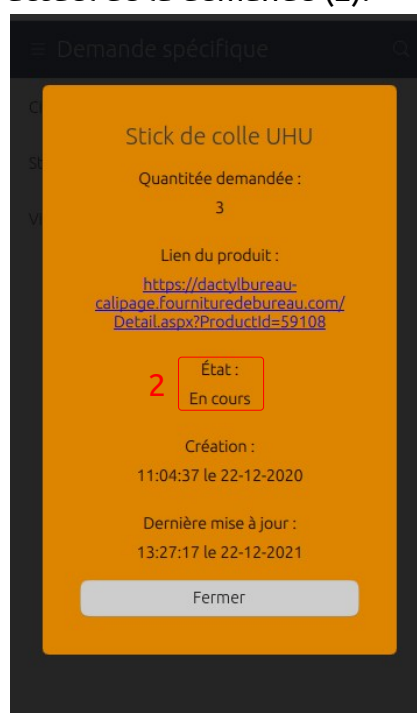 ≡ Demande spécifique
Stick de colle UHU
Quantitée demandée :
3
Lien du produit :
https://dactylbureau-
calipage.fournituredebureau.com/
Detail.aspx?ProductId=59108
2
État :
En cours
Création :
11:04:37 le 22-12-2020
Dernière mise à jour :
13:27:17 le 22-12-2021
Fermer